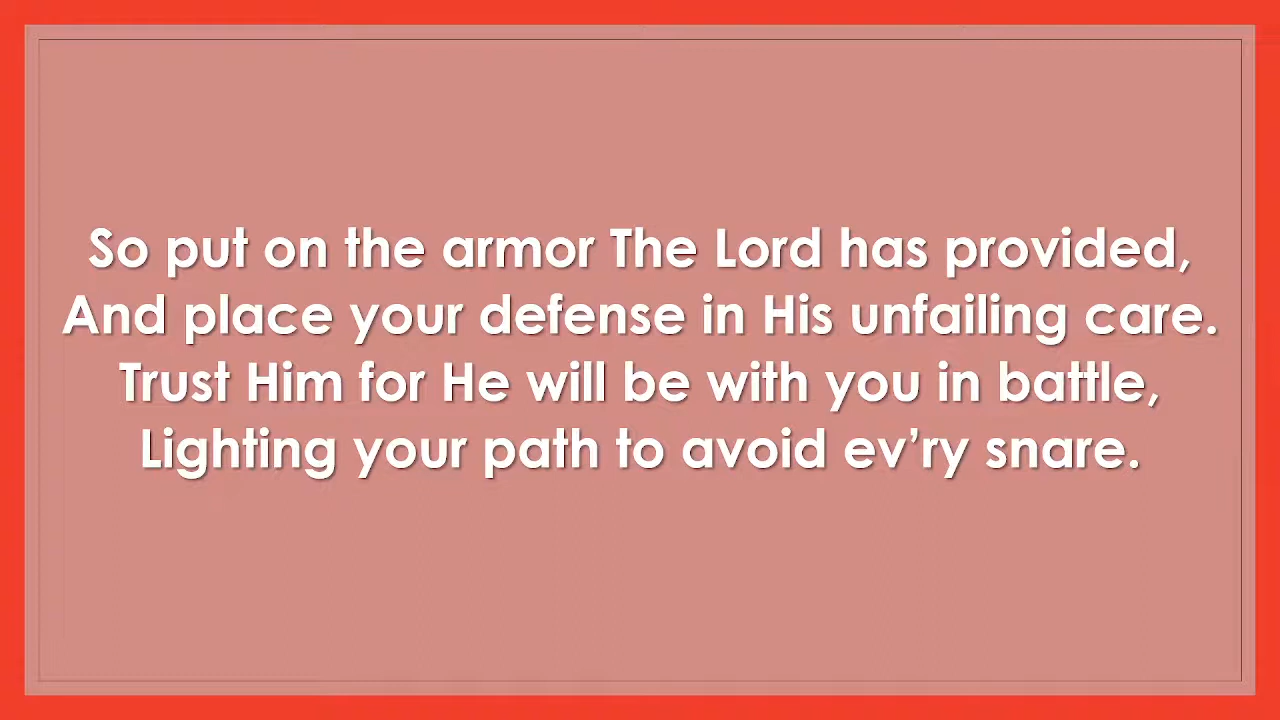 So put on the armor The Lord has provided,
And place your defense in His unfailing care.
Trust Him for He will be with you in battle,
Lighting your path to avoid ev’ry snare.